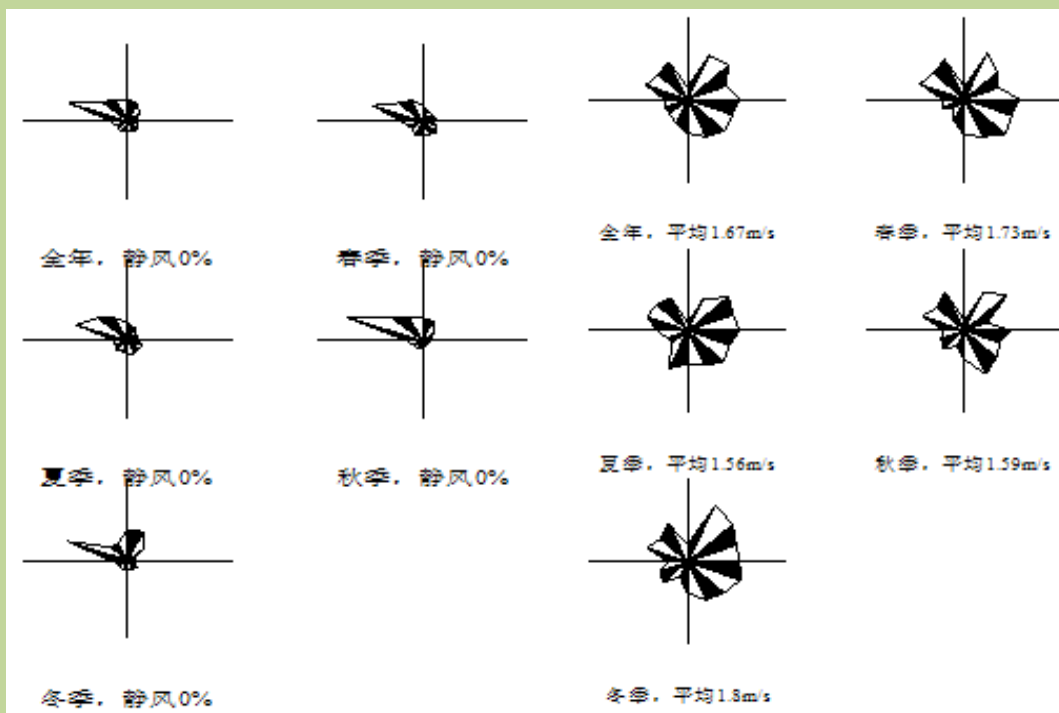 全年，静风0%
春季，静风0%
全年，平均1.67m/s
春季，平均1.73m/s
夏季，静风0%
秋季，静风0%
夏季，平均1.56m/s
秋季，平均1.59m/s
冬季，静风0%
冬季，平均1.8m/s